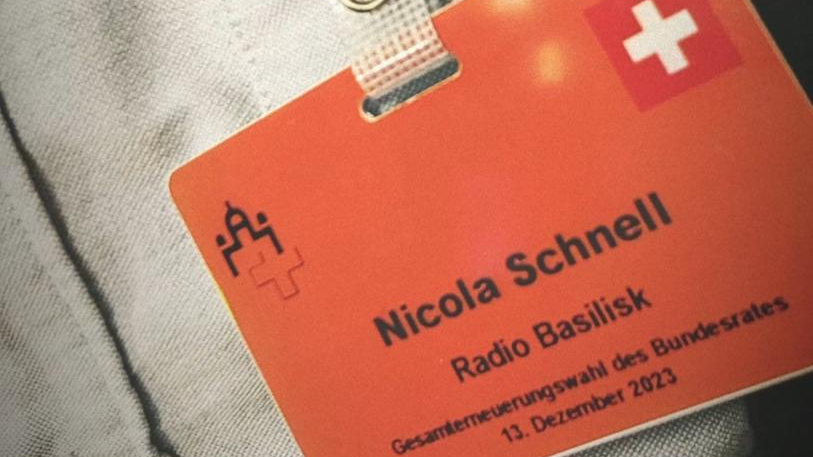 Nicola Schnell
Radio Basilisk
Gesamterneuerungswahl des Bundesrates
13. Dezember 2023